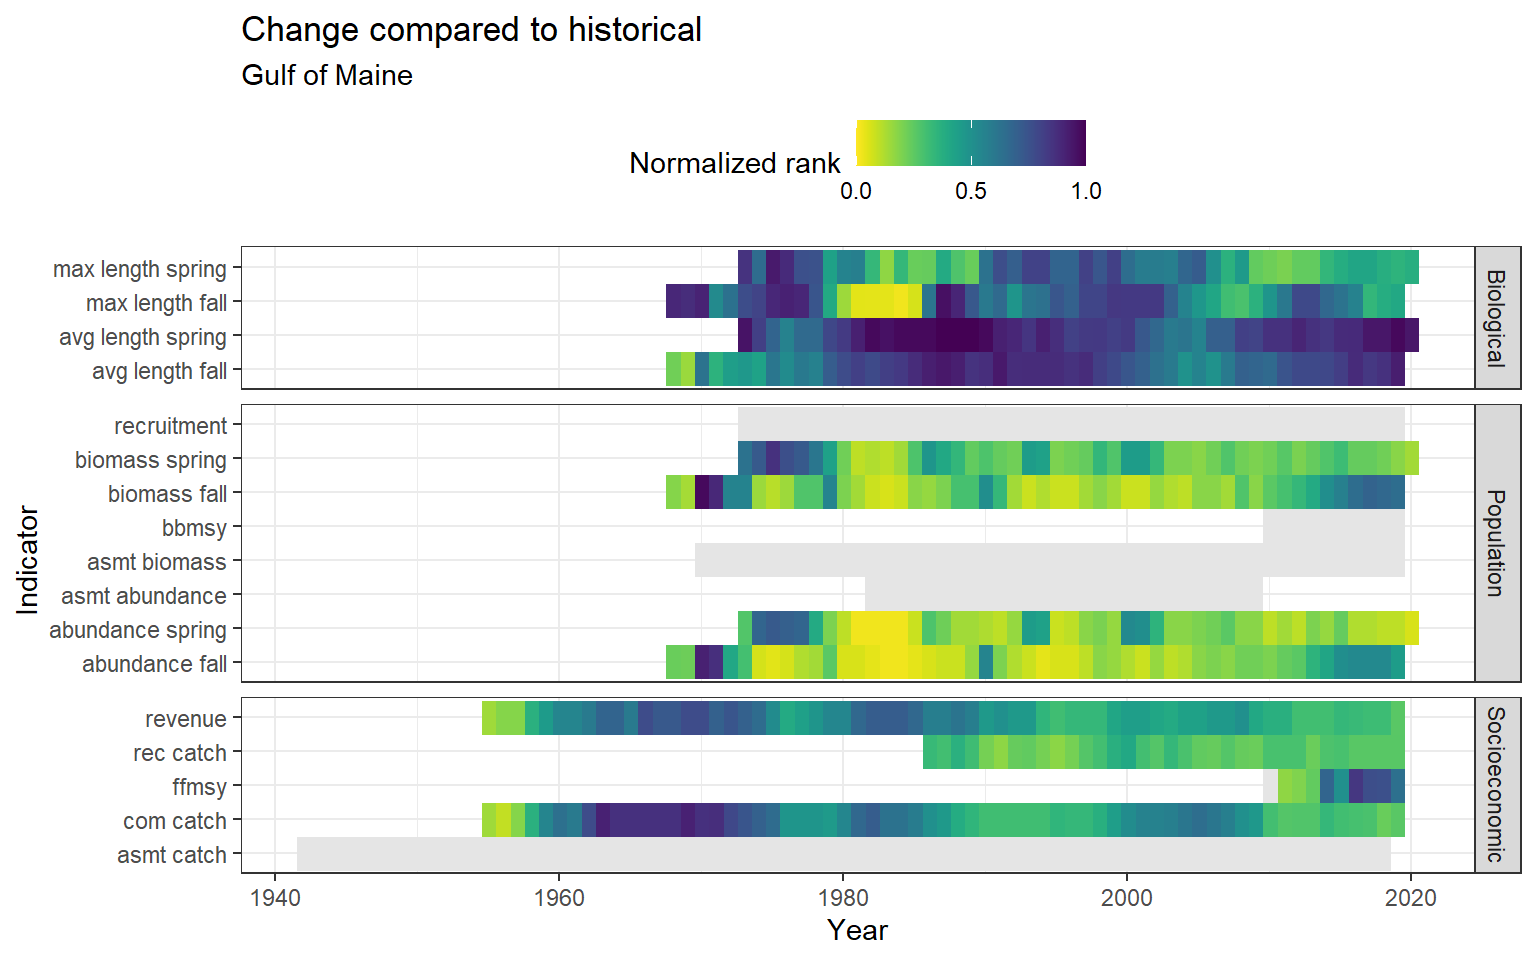 Change compared to historical
Gulf of Maine
Normalized rank
0.0 0.5 1.0
Indicator
max length spring
max length fall
avg length spring
avg length fall
Biological
recruitment
biomass spring
biomass fall
bbmsy
asmt biomass
asmt abundance
abundance spring
abundance fall
Population
revenue
rec catch
ffmsy
com catch
asmt catch
Socioeconomic
1940 1960 1980 2000 2020
Year